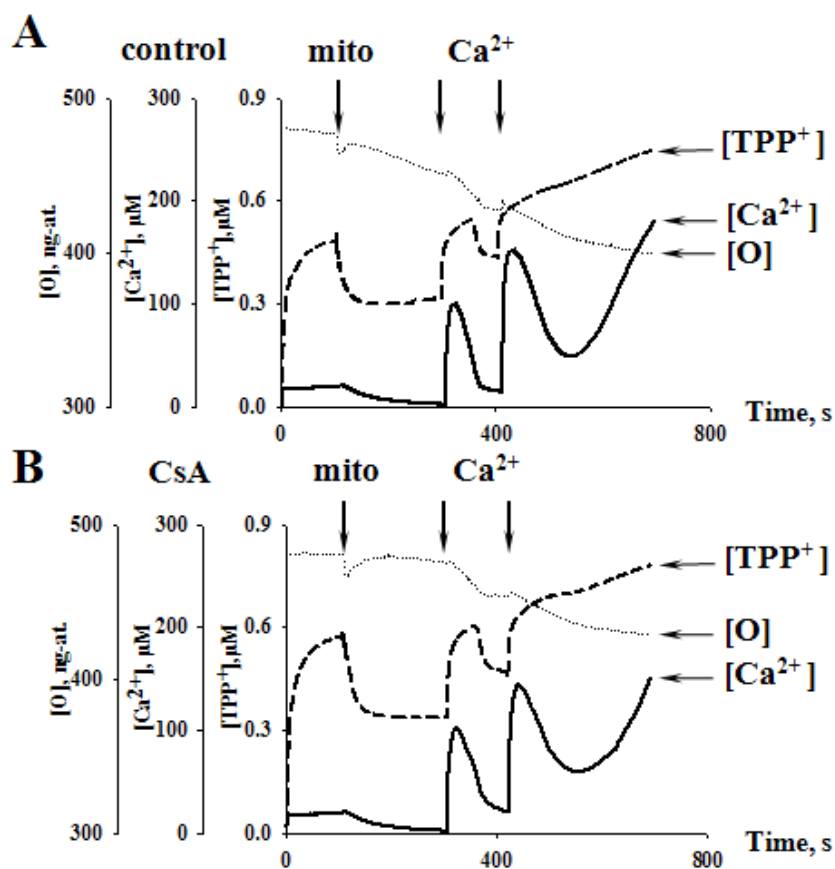 A
control mito Ca²⁺
500 300 0.9
[TPP⁺]
200 0.6
[Ca²⁺]
400
[O]
100 0.3
[O], ng-at.
[Ca²⁺], µM
[TPP⁺],µM
300 0 0.0
0 400 800
Time, s
B
CsA mito Ca²⁺
500 300 0.9
[TPP⁺]
200 0.6
[O]
400
[Ca²⁺]
100 0.3
[O], ng-at.
[Ca²⁺], µM
[TPP⁺],µM
300 0 0.0
0 400 800
Time, s